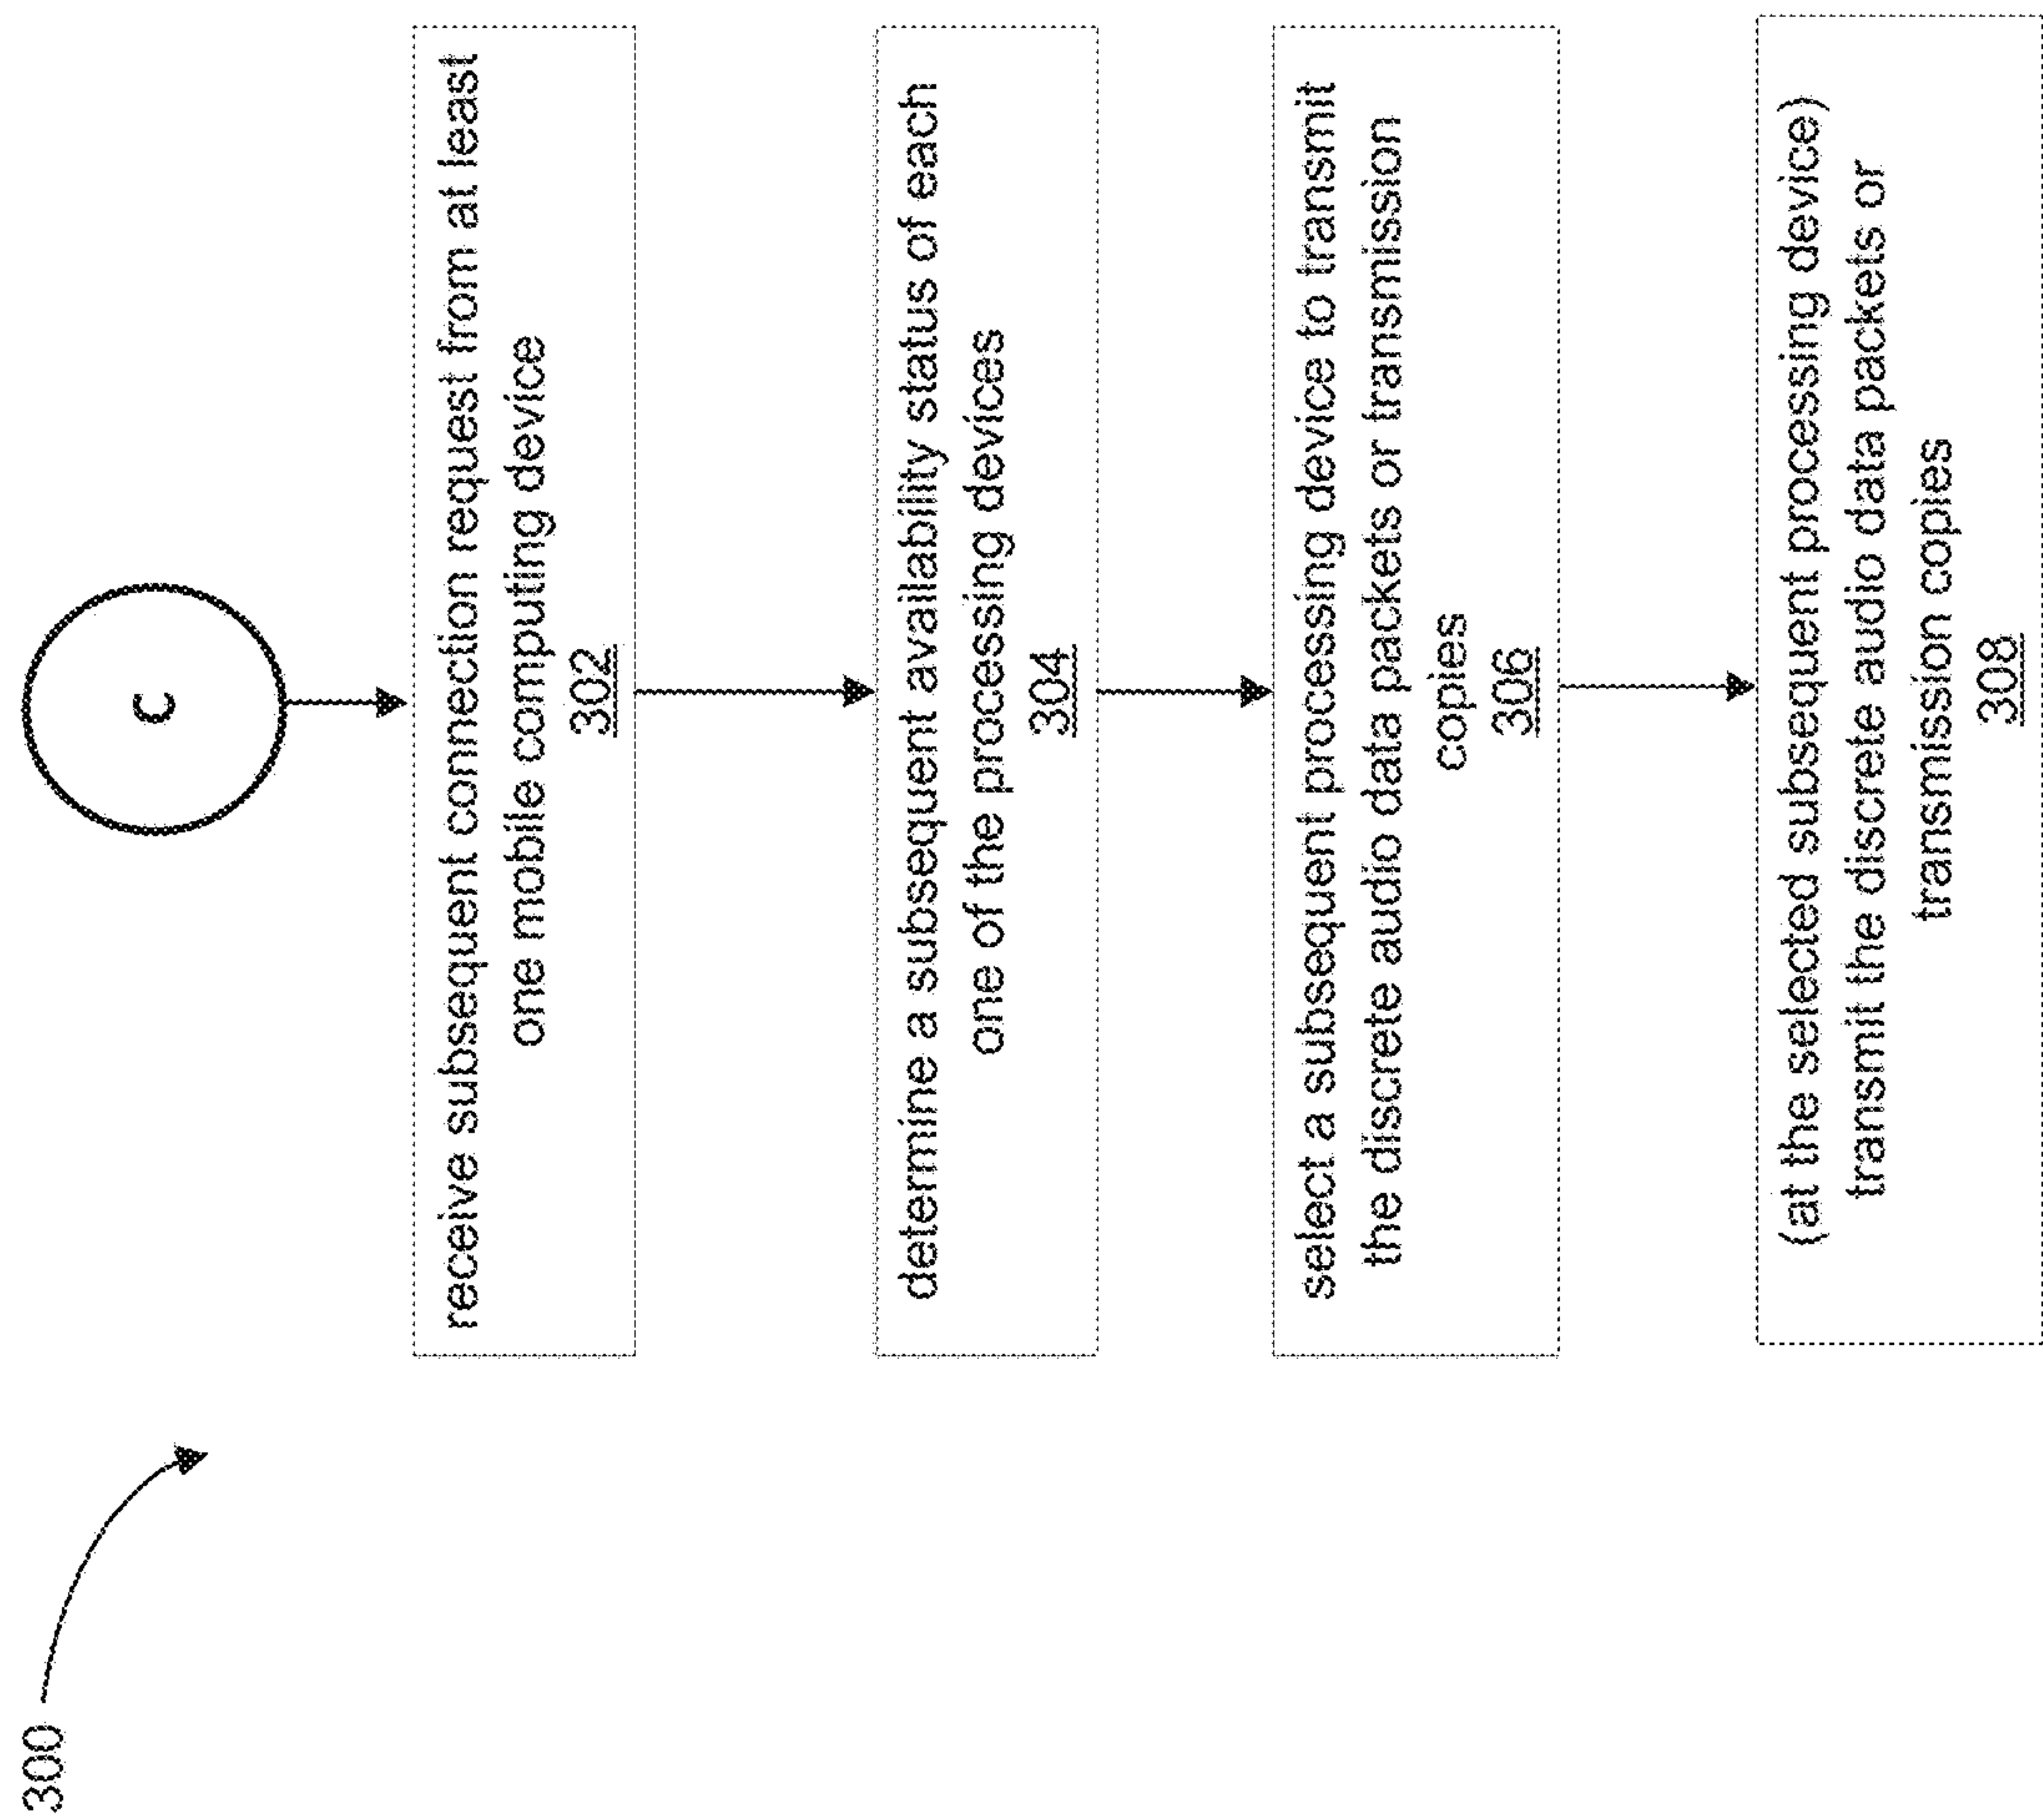 300
C
receive subsequent connection request from at least
one mobile computing device
302
determine a subsequent availability status of each
one of the processing devices
304
select a subsequent processing device to transmit
the discrete audio data packets or transmission
copies
306
(at the selected subsequent processing device)
transmit the discrete audio data packets or
transmission copies
308